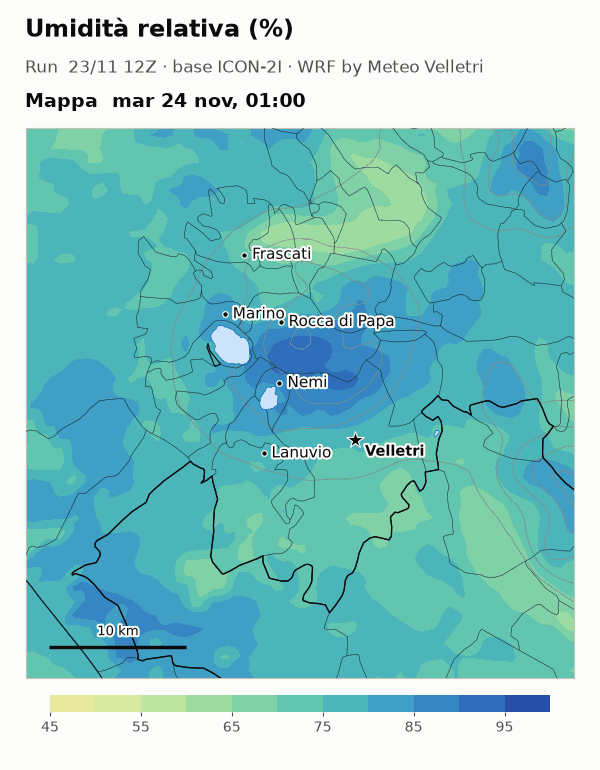 Umidità relativa (%)
Run  23/11 12Z · base ICON-2I · WRF by Meteo Velletri
Mappa  mar 24 nov, 01:00
Frascati
Marino
Rocca di Papa
Nemi
Velletri
Lanuvio
10 km
45 55 65 75 85 95